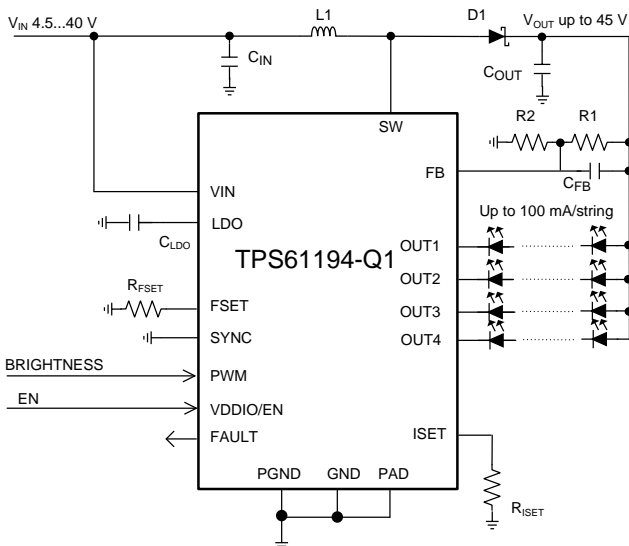 V_IN 4.5...40 V
L1
D1
V_OUT up to 45 V
C_IN
C_OUT
R2
R1
SW
FB
C_FB
VIN
LDO
C_LDO
Up to 100 mA/string
TPS61194-Q1
OUT1
OUT2
OUT3
OUT4
R_FSET
FSET
SYNC
BRIGHTNESS
PWM
EN
VDDIO/EN
FAULT
ISET
PGND
GND
PAD
R_ISET